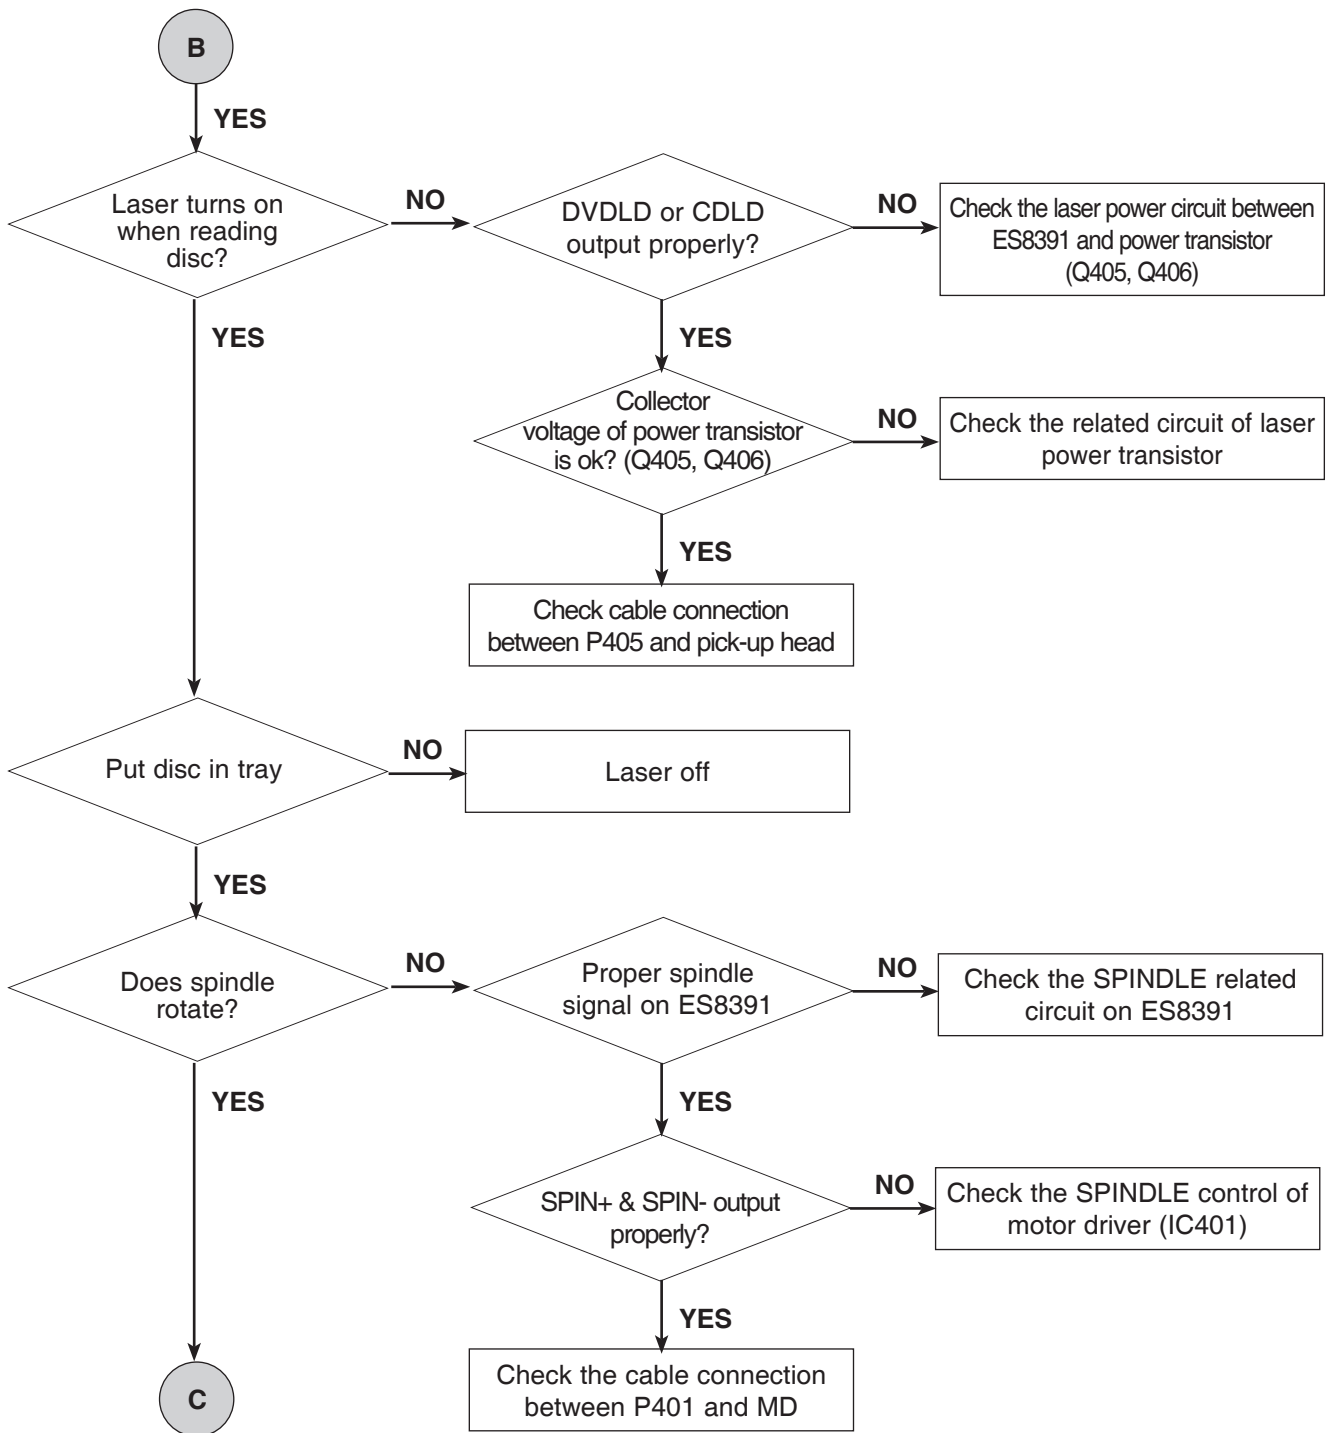 B
YES
Laser turns on
when reading
disc?
NO
DVDLD or CDLD
output properly?
NO
Check the laser power circuit between
ES8391 and power transistor
(Q405, Q406)
YES
YES
Collector
voltage of power transistor
is ok? (Q405, Q406)
NO
Check the related circuit of laser
power transistor
YES
Check cable connection
between P405 and pick-up head
Put disc in tray
NO
Laser off
YES
Does spindle
rotate?
NO
Proper spindle
signal on ES8391
NO
Check the SPINDLE related
circuit on ES8391
YES
YES
SPIN+ & SPIN- output
properly?
NO
Check the SPINDLE control of
motor driver (IC401)
YES
Check the cable connection
between P401 and MD
C